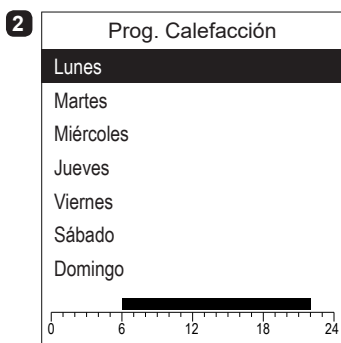 2
Prog. Calefacción
Lunes
Martes
Miércoles
Jueves
Viernes
Sábado
Domingo
0 6 12 18 24